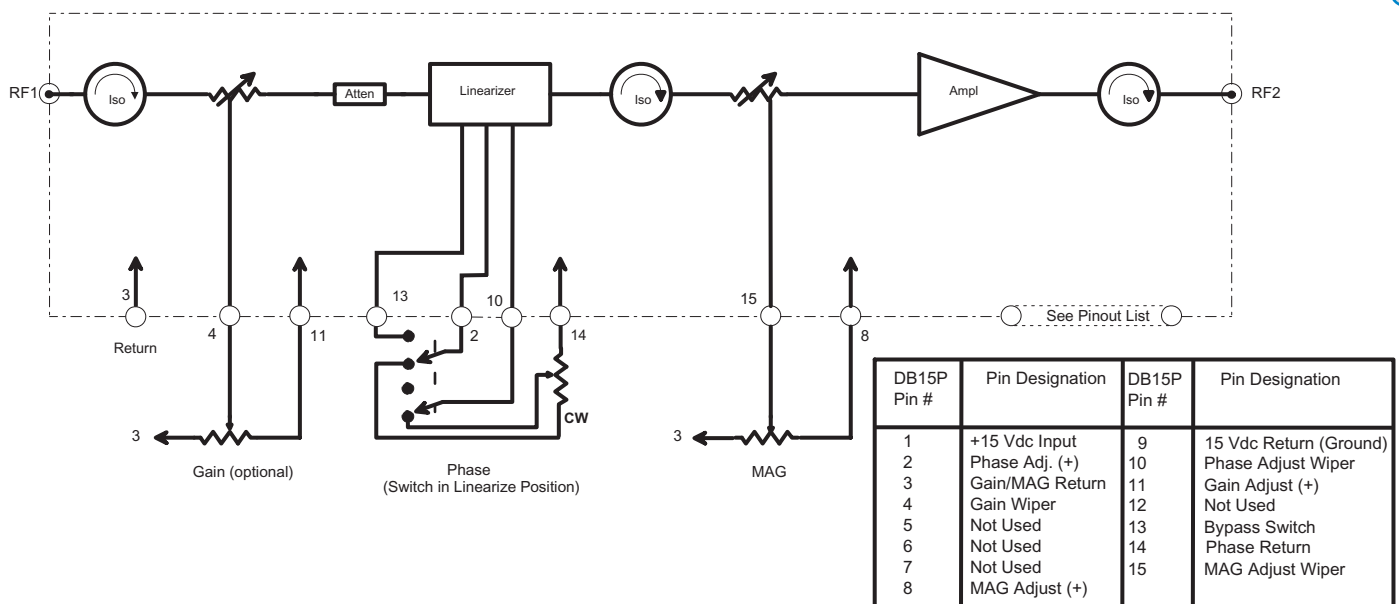 RF1
Iso
Atten
Linearizer
Iso
Ampl
Iso
RF2
3
4
11
13
2
10
14
15
8
See Pinout List
Return
CW
3
Gain (optional)
Phase
(Switch in Linearize Position)
3
MAG
DB15P Pin # Pin Designation DB15P Pin # Pin Designation
1 +15 Vdc Input 9 15 Vdc Return (Ground)
2 Phase Adj. (+) 10 Phase Adjust Wiper
3 Gain/MAG Return 11 Gain Adjust (+)
4 Gain Wiper 12 Not Used
5 Not Used 13 Bypass Switch
6 Not Used 14 Phase Return
7 Not Used 15 MAG Adjust Wiper
8 MAG Adjust (+)